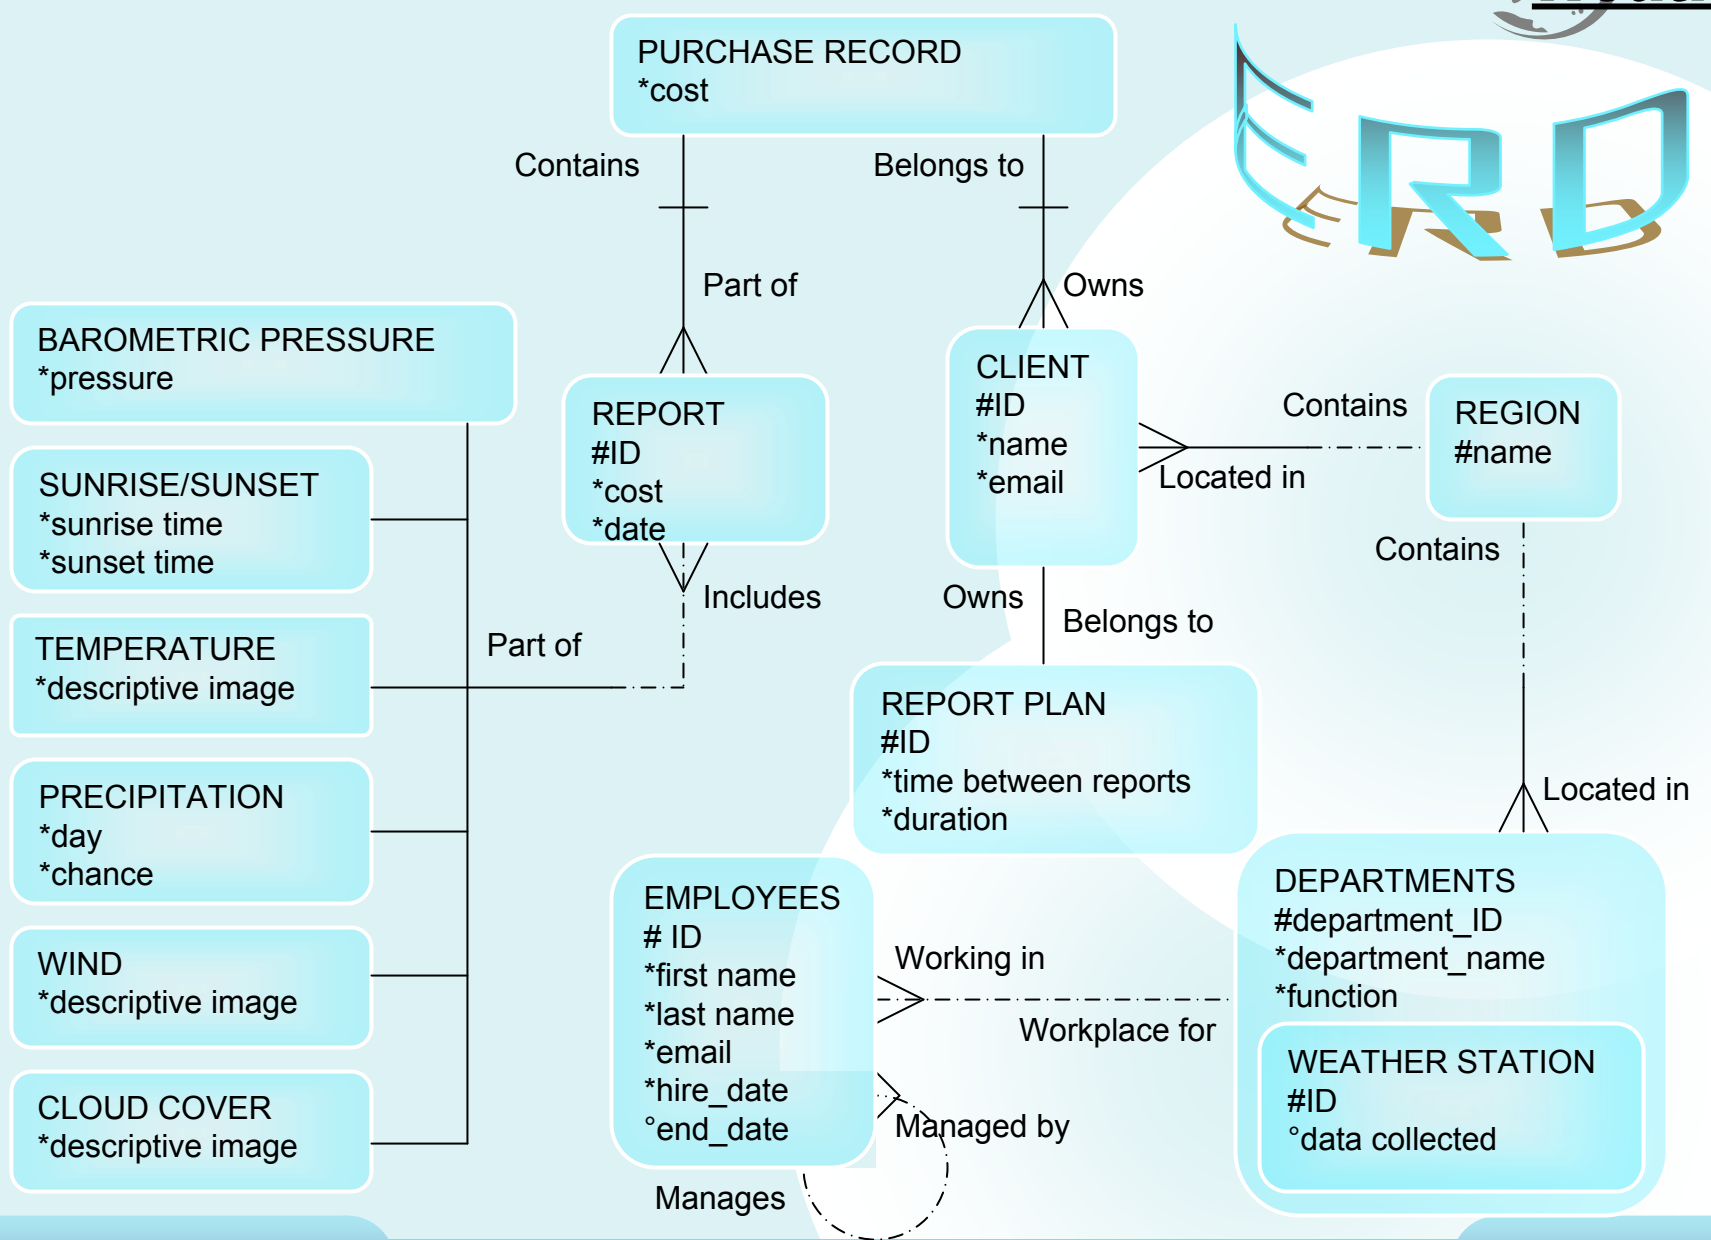 PURCHASE RECORD
*cost
ERD
Contains
Belongs to
Part of
Owns
BAROMETRIC PRESSURE
*pressure
REPORT
#ID
*cost
*date
CLIENT
#ID
*name
*email
Contains
Located in
REGION
#name
SUNRISE/SUNSET
*sunrise time
*sunset time
Contains
Includes
Owns
Belongs to
TEMPERATURE
*descriptive image
Part of
REPORT PLAN
#ID
*time between reports
*duration
Located in
PRECIPITATION
*day
*chance
EMPLOYEES
# ID
*first name
*last name
*email
*hire_date
°end_date
Working in
Workplace for
Managed by
Manages
DEPARTMENTS
#department_ID
*department_name
*function
WEATHER STATION
#ID
°data collected
WIND
*descriptive image
CLOUD COVER
*descriptive image